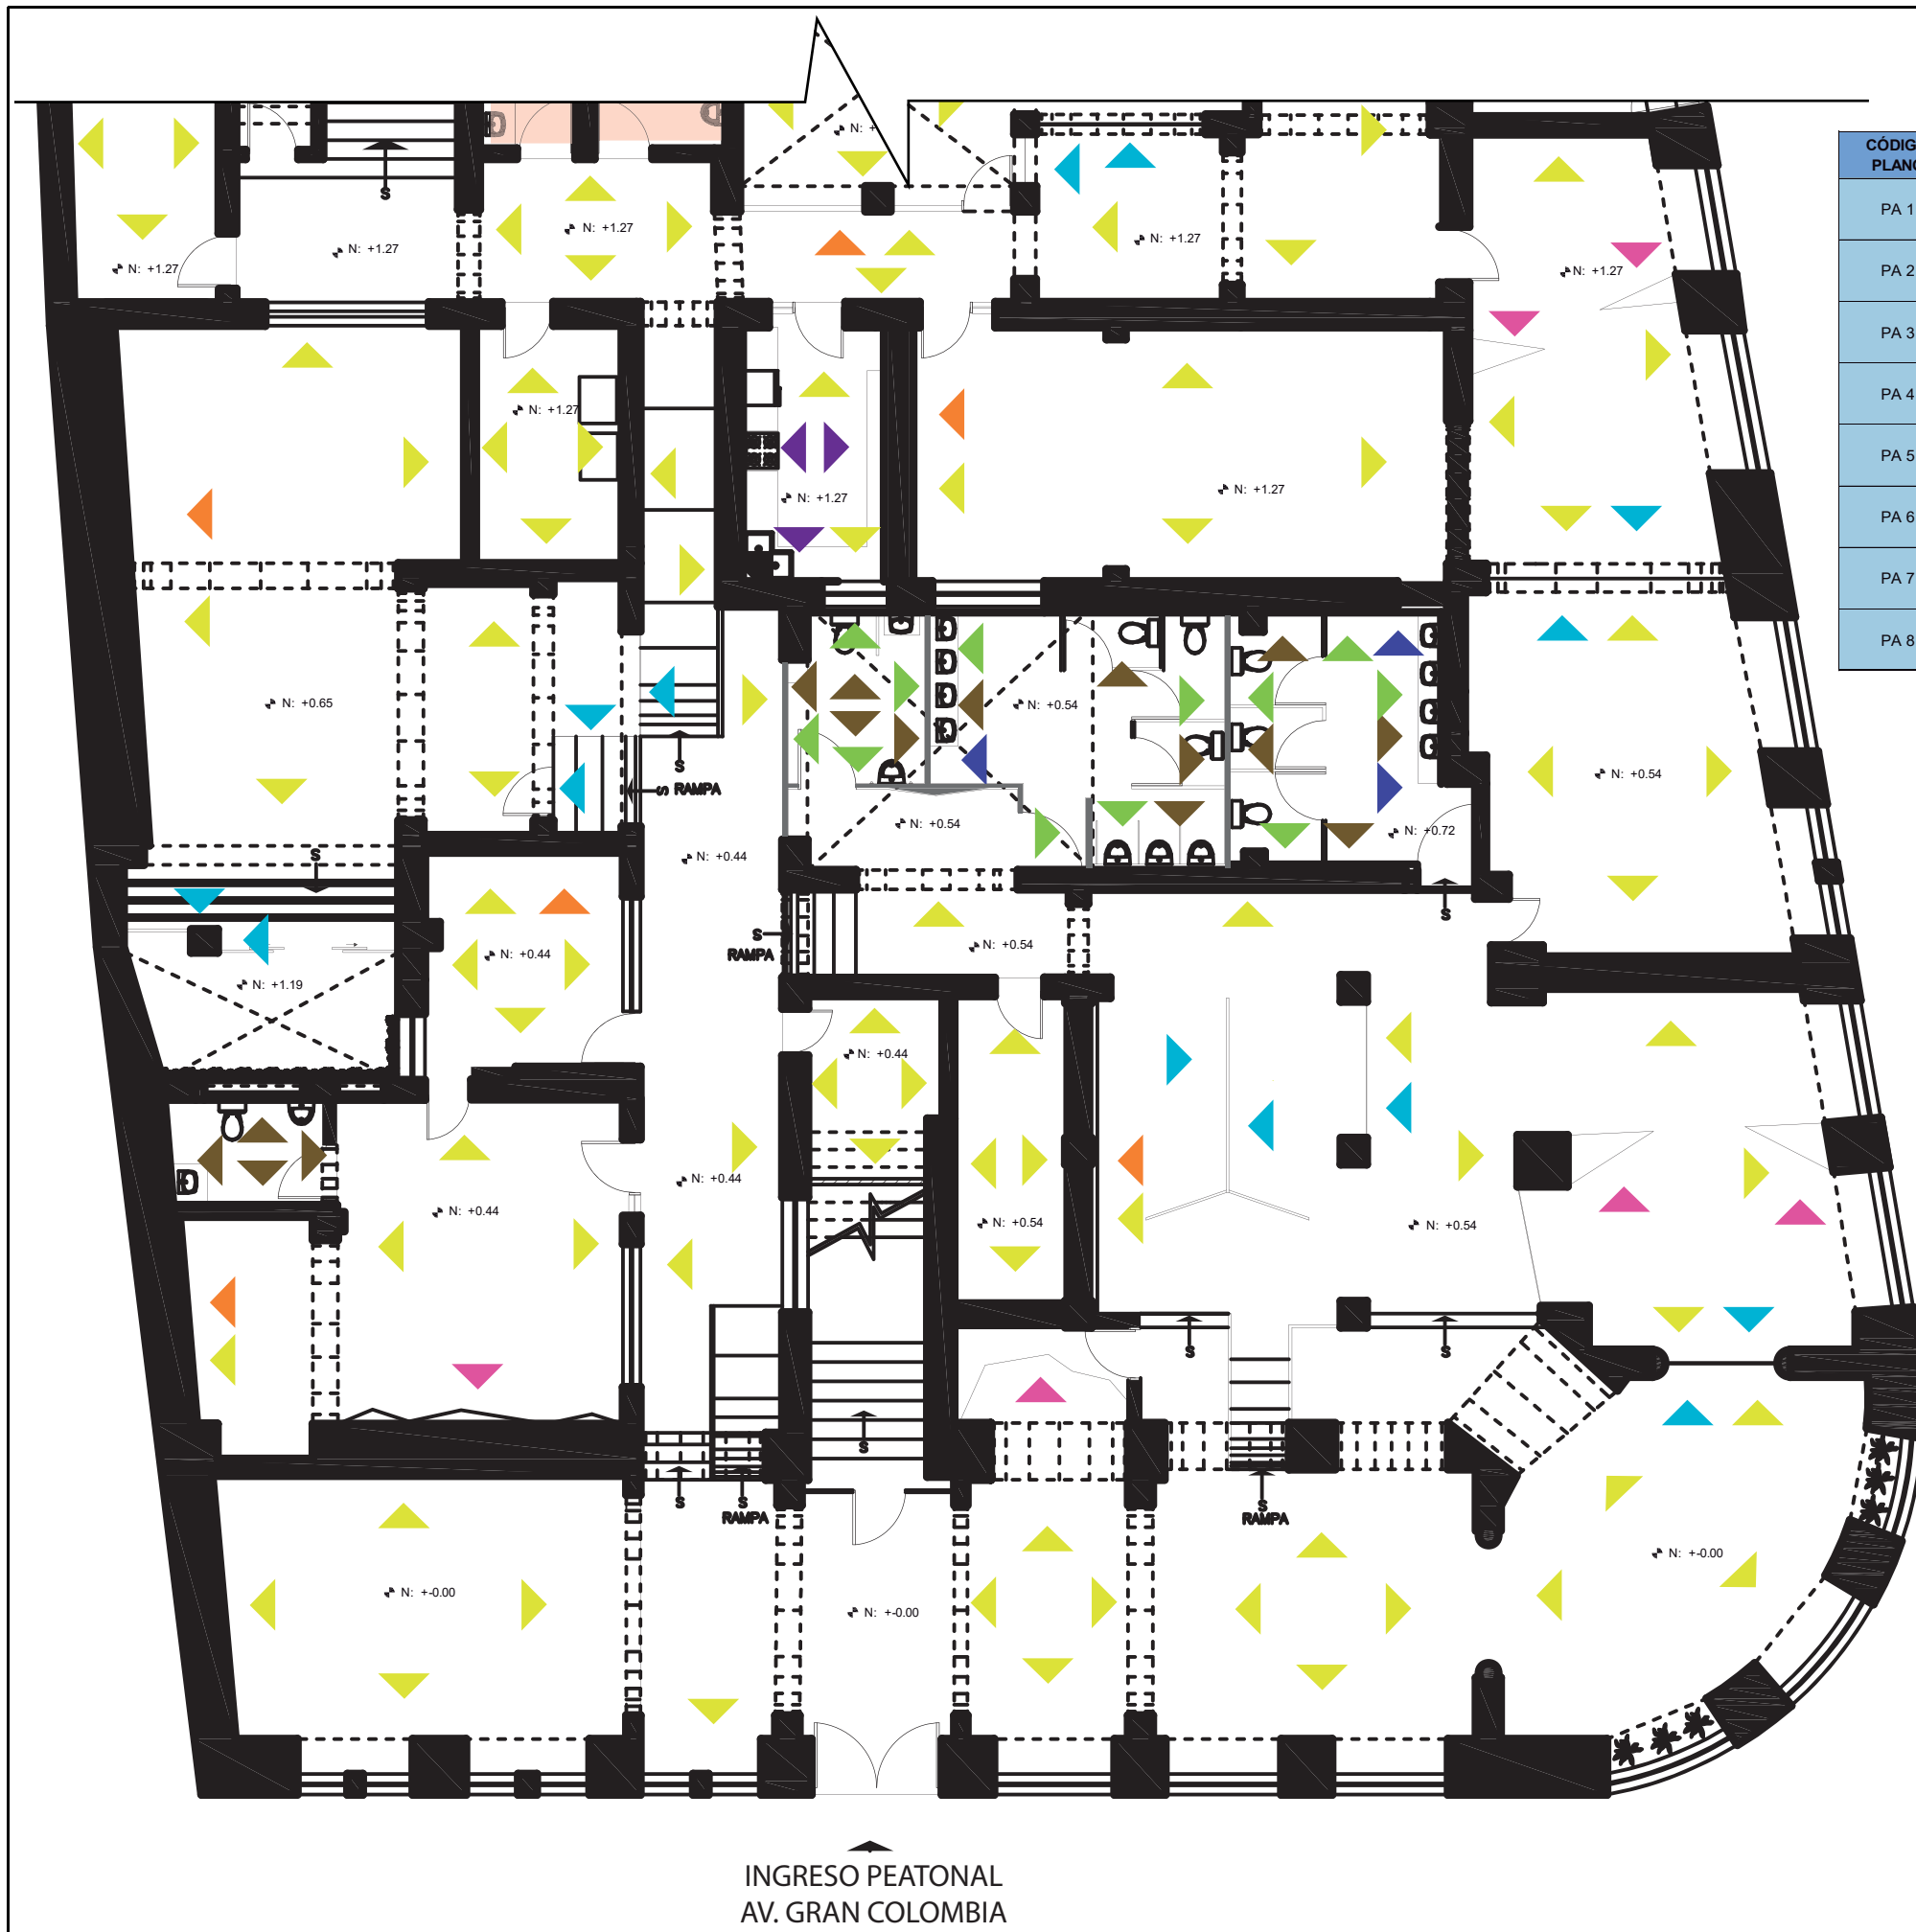 N: +
CÓDIG
PLANO
PA 1
PA 2
PA 3
PA 4
PA 5
PA 6
PA 7
PA 8
S
N: +1.27
N: +1.27
N: +1.27
N: +1.27
N: +1.27
N: +1.27
N: +1.27
N: +1.27
N: +0.65
N: +0.54
S
S RAMPA
N: +0.54
N: +0.54
N: +0.72
N: +0.44
S
S
S
RAMPA
N: +0.44
N: +0.54
N: +1.19
N: +0.44
N: +0.44
N: +0.44
N: +0.54
N: +0.54
S
S
S
S
RAMPA
S
S
RAMPA
N: +-0.00
N: +-0.00
N: +-0.00
INGRESO PEATONAL
AV. GRAN COLOMBIA